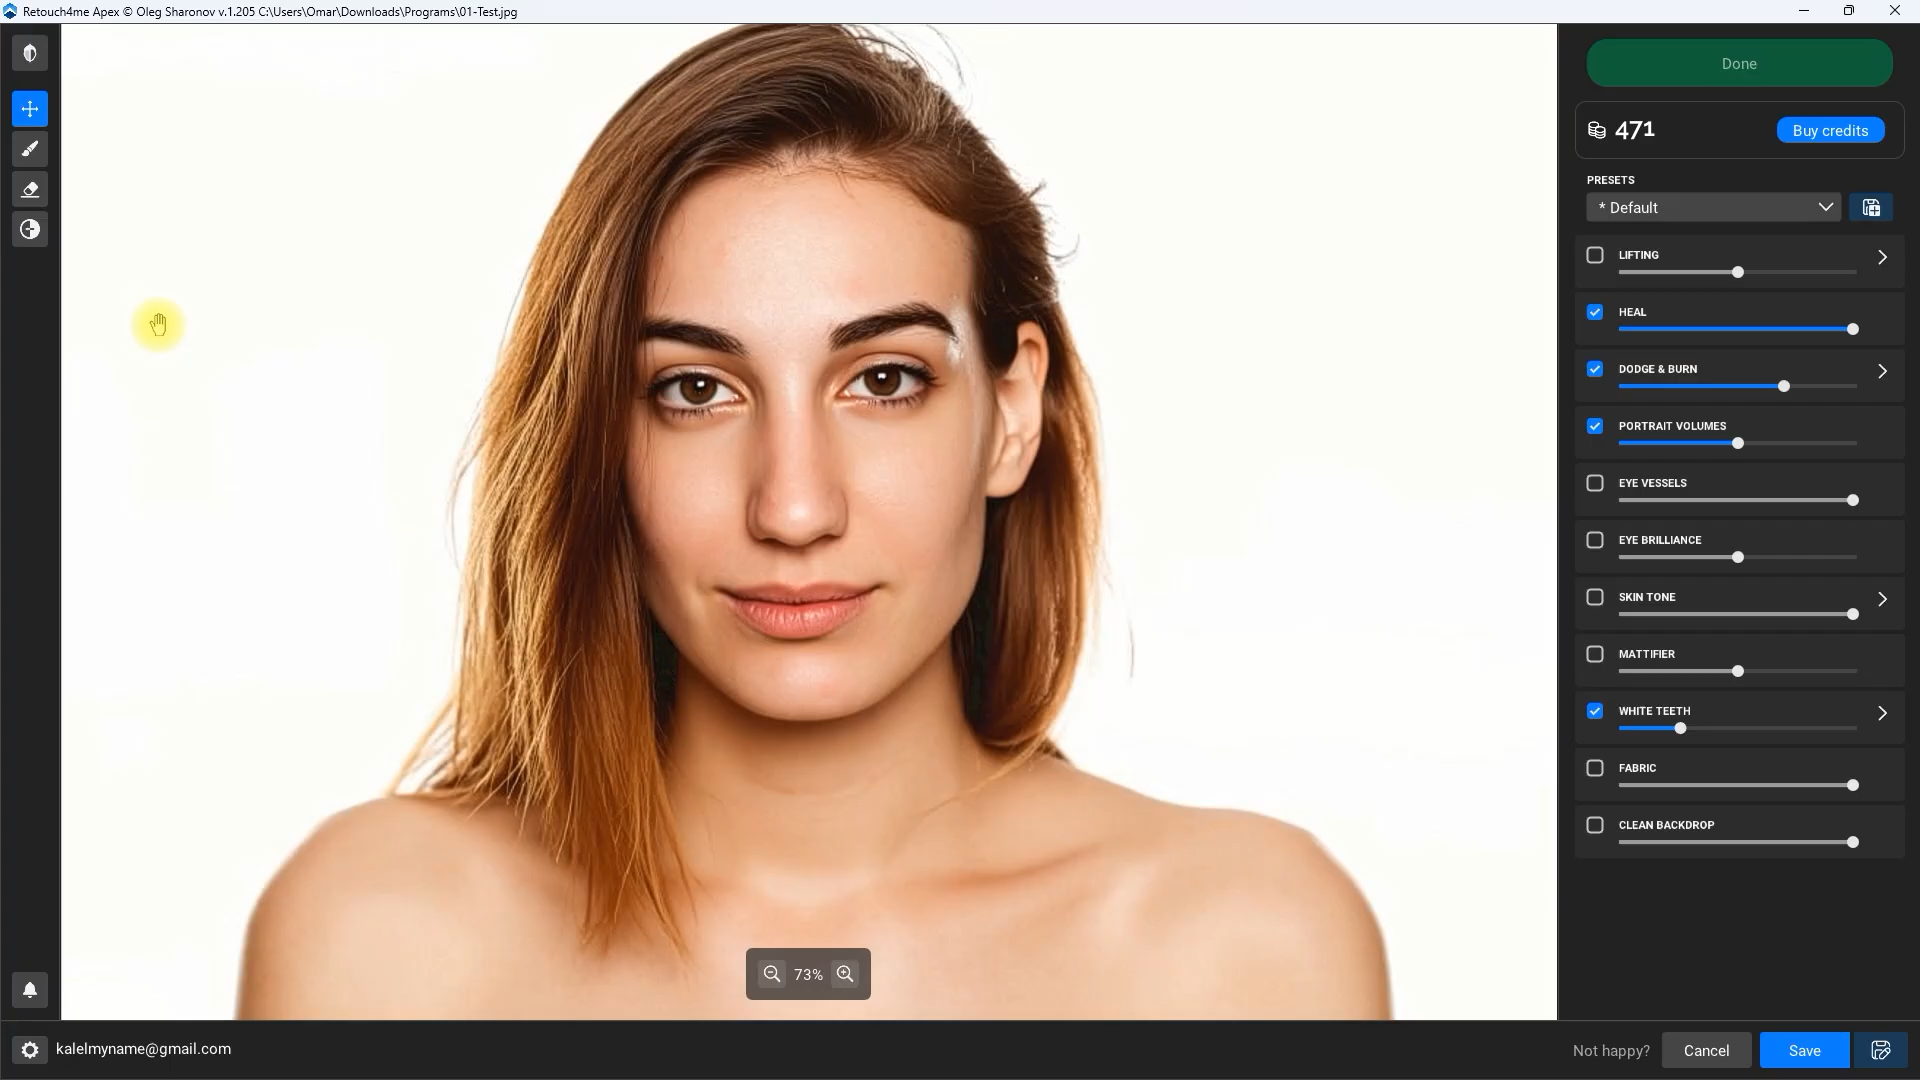 Retouch4me Apex © Oleg Sharonov v.1.205 C:\Users\Omar\Downloads\Programs\01-Test.jpg
Done
471
Buy credits
PRESETS
* Default
LIFTING
HEAL
DODGE & BURN
PORTRAIT VOLUMES
EYE VESSELS
EYE BRILLIANCE
SKIN TONE
MATTIFIER
WHITE TEETH
FABRIC
CLEAN BACKDROP
73%
kalelmyname@gmail.com
Not happy?
Cancel
Save